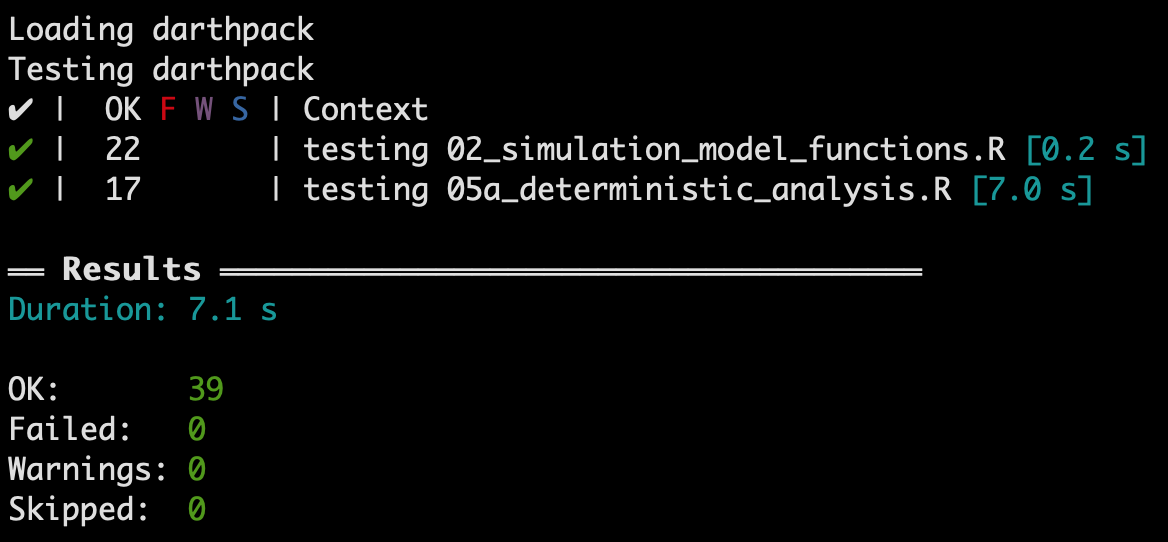 Loading darthpack
Testing darthpack
✔ |  OK F W S | Context
✔ |  22       | testing 02_simulation_model_functions.R [0.2 s]
✔ |  17       | testing 05a_deterministic_analysis.R [7.0 s]
══ Results ═══════════════════════════════════════
Duration: 7.1 s
OK:       39
Failed:   0
Warnings: 0
Skipped:  0